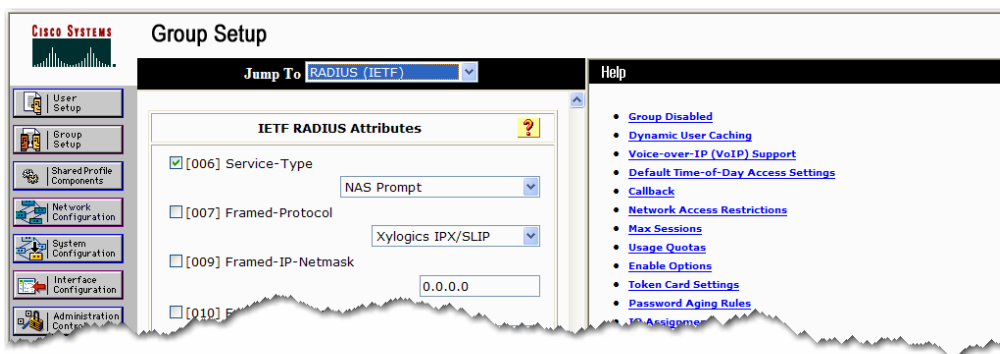 CISCO SYSTEMS
Group Setup
Jump To RADIUS (IETF)
Help
User
Setup
Group
Setup
Shared Profile
Components
Network
Configuration
System
Configuration
Interface
Configuration
Administration
IETF RADIUS Attributes
?
[006] Service-Type
NAS Prompt
[007] Framed-Protocol
Xylogics IPX/SLIP
[009] Framed-IP-Netmask
0.0.0.0
[010]
Group Disabled
Dynamic User Caching
Voice-over-IP (VoIP) Support
Default Time-of-Day Access Settings
Callback
Network Access Restrictions
Max Sessions
Usage Quotas
Enable Options
Token Card Settings
Password Aging Rules
IP Assignment